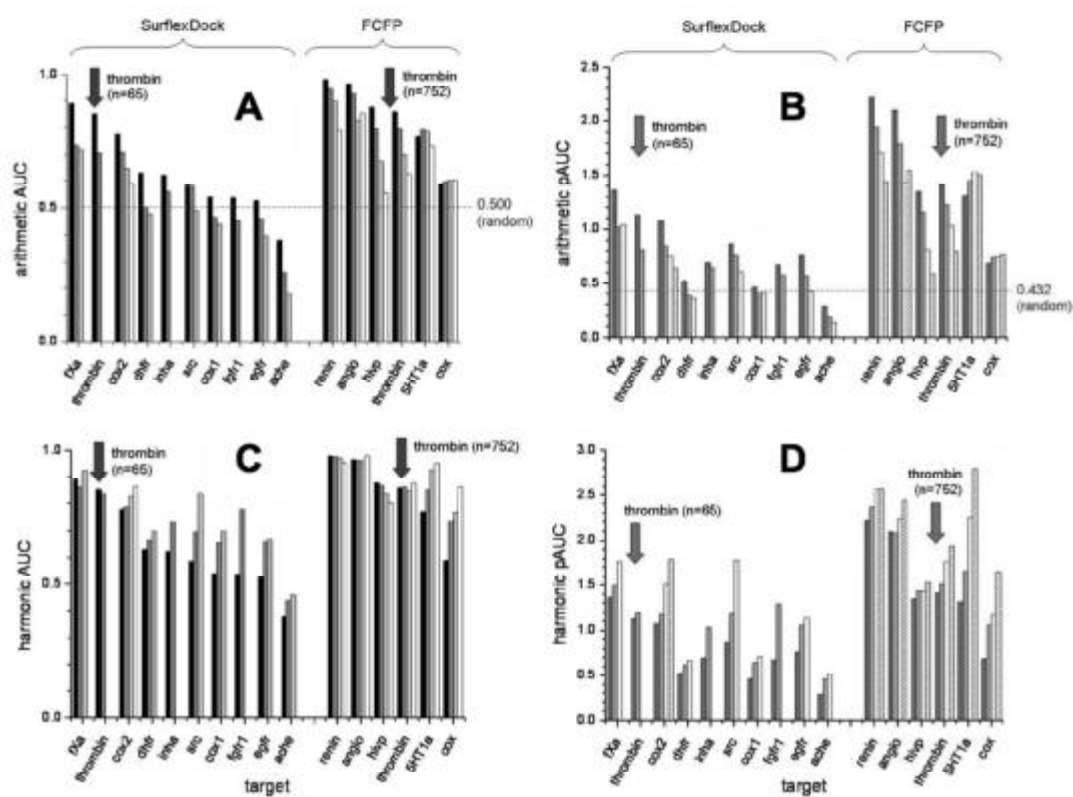 SurflexDock FCFP
thrombin
(n=65)
A
thrombin
(n=752)
arithmetic AUC
1.0
0.5
0.0
0.500
(random)
fXa thrombin cox2 dhfr inha src cox1 fgfr1 egfr ache renin angio hivp thrombin 5HT1a cox
SurflexDock FCFP
thrombin
(n=65)
B
thrombin
(n=752)
arithmetic pAUC
2.5
2.0
1.5
1.0
0.5
0.0
0.432
(random)
fXa thrombin cox2 dhfr inha src cox1 fgfr1 egfr ache renin angio hivp thrombin 5HT1a cox
thrombin
(n=65)
C
thrombin (n=752)
harmonic AUC
1.0
0.5
0.0
fXa thrombin cox2 dhfr inha src cox1 fgfr1 egfr ache renin angio hivp thrombin 5HT1a cox
target
thrombin (n=65)
thrombin
(n=752)
D
harmonic pAUC
3.0
2.5
2.0
1.5
1.0
0.5
0.0
fXa thrombin cox2 dhfr inha src cox1 fgfr1 egfr ache renin angio hivp thrombin 5HT1a cox
target